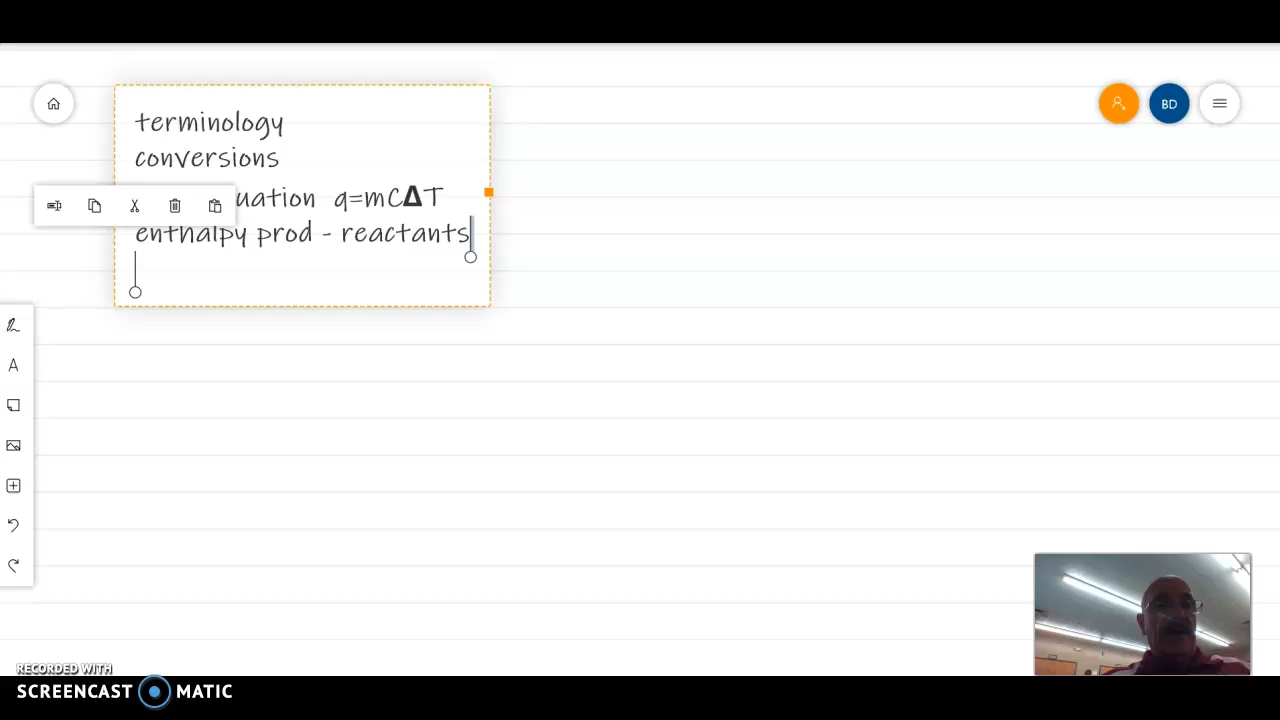 terminology
conversions
uation q=mCΔT
enthalpy prod - reactants
BD
A
RECORDED WITH
SCREENCAST MATIC